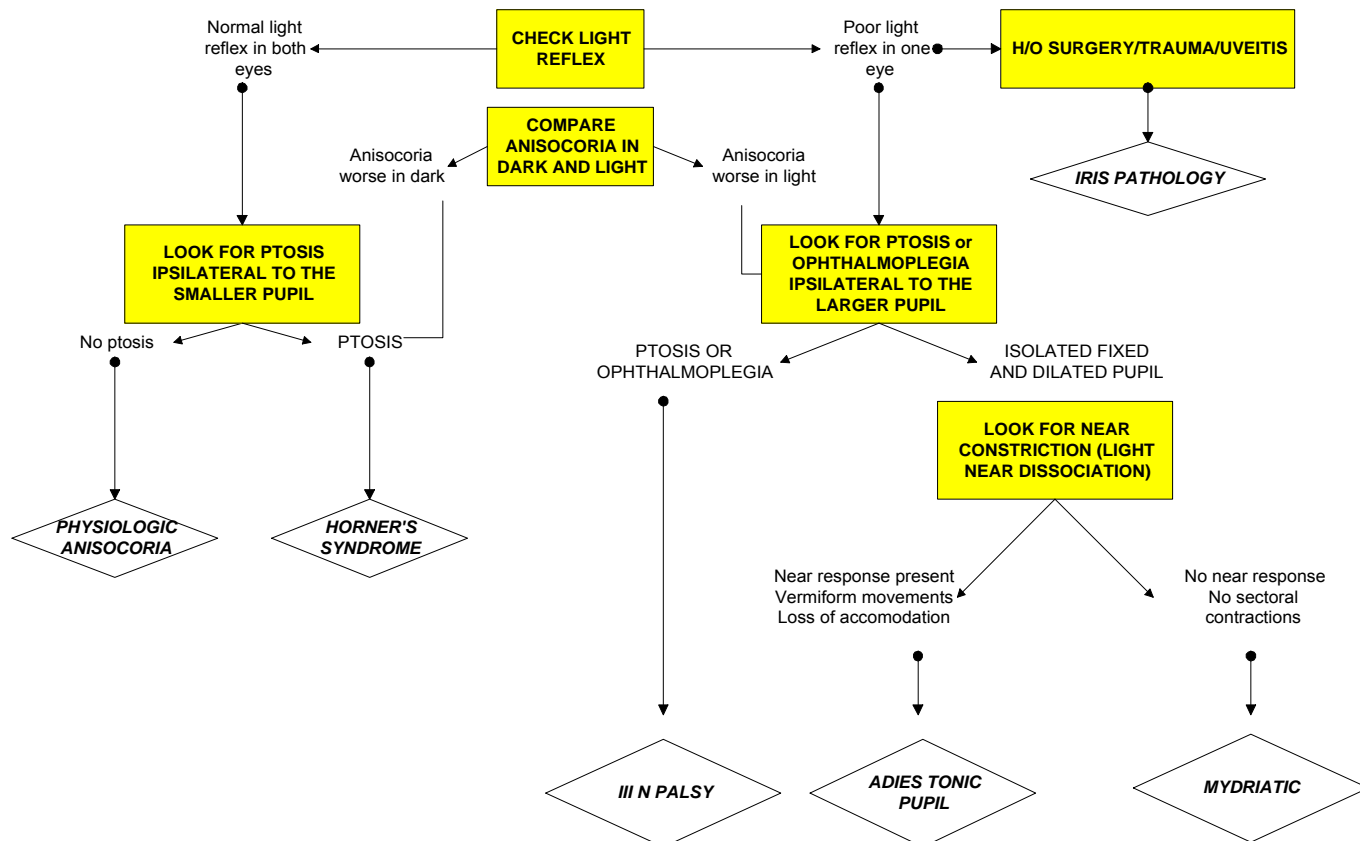 Normal light
reflex in both
eyes
CHECK LIGHT
REFLEX
Poor light
reflex in one
eye
H/O SURGERY/TRAUMA/UVEITIS
COMPARE
ANISOCORIA IN
DARK AND LIGHT
Anisocoria
worse in dark
Anisocoria
worse in light
IRIS PATHOLOGY
LOOK FOR PTOSIS
IPSILATERAL TO THE
SMALLER PUPIL
LOOK FOR PTOSIS or
OPHTHALMOPLEGIA
IPSILATERAL TO THE
LARGER PUPIL
No ptosis
PTOSIS
PTOSIS OR
OPHTHALMOPLEGIA
ISOLATED FIXED
AND DILATED PUPIL
LOOK FOR NEAR
CONSTRICTION (LIGHT
NEAR DISSOCIATION)
PHYSIOLOGIC
ANISOCORIA
HORNER'S
SYNDROME
Near response present
Vermiform movements
Loss of accomodation
No near response
No sectoral
contractions
III N PALSY
ADIES TONIC
PUPIL
MYDRIATIC